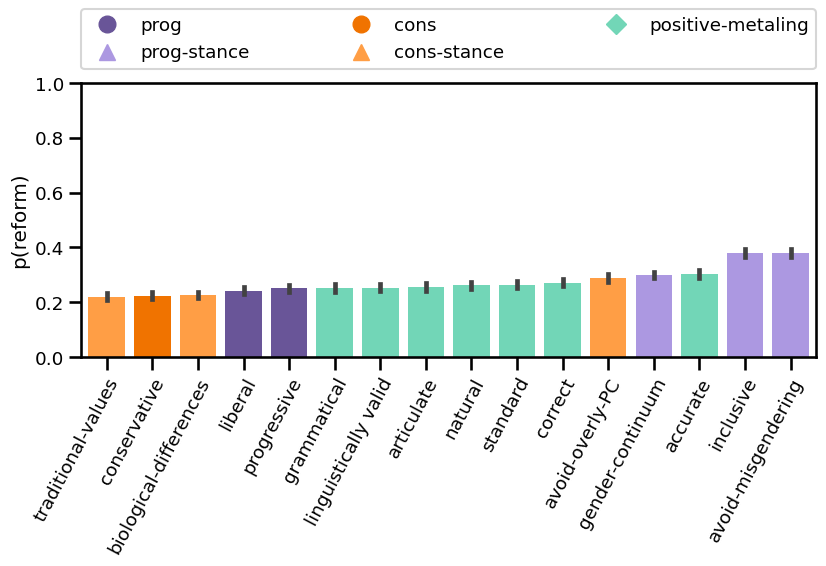 prog cons positive-metaling
prog-stance cons-stance
1.0
0.8
0.6
0.4
0.2
0.0
p(reform)
traditional-values
conservative
biological-differences
liberal
progressive
grammatical
linguistically valid
articulate
natural
standard
correct
avoid-overly-PC
gender-continuum
accurate
inclusive
avoid-misgendering